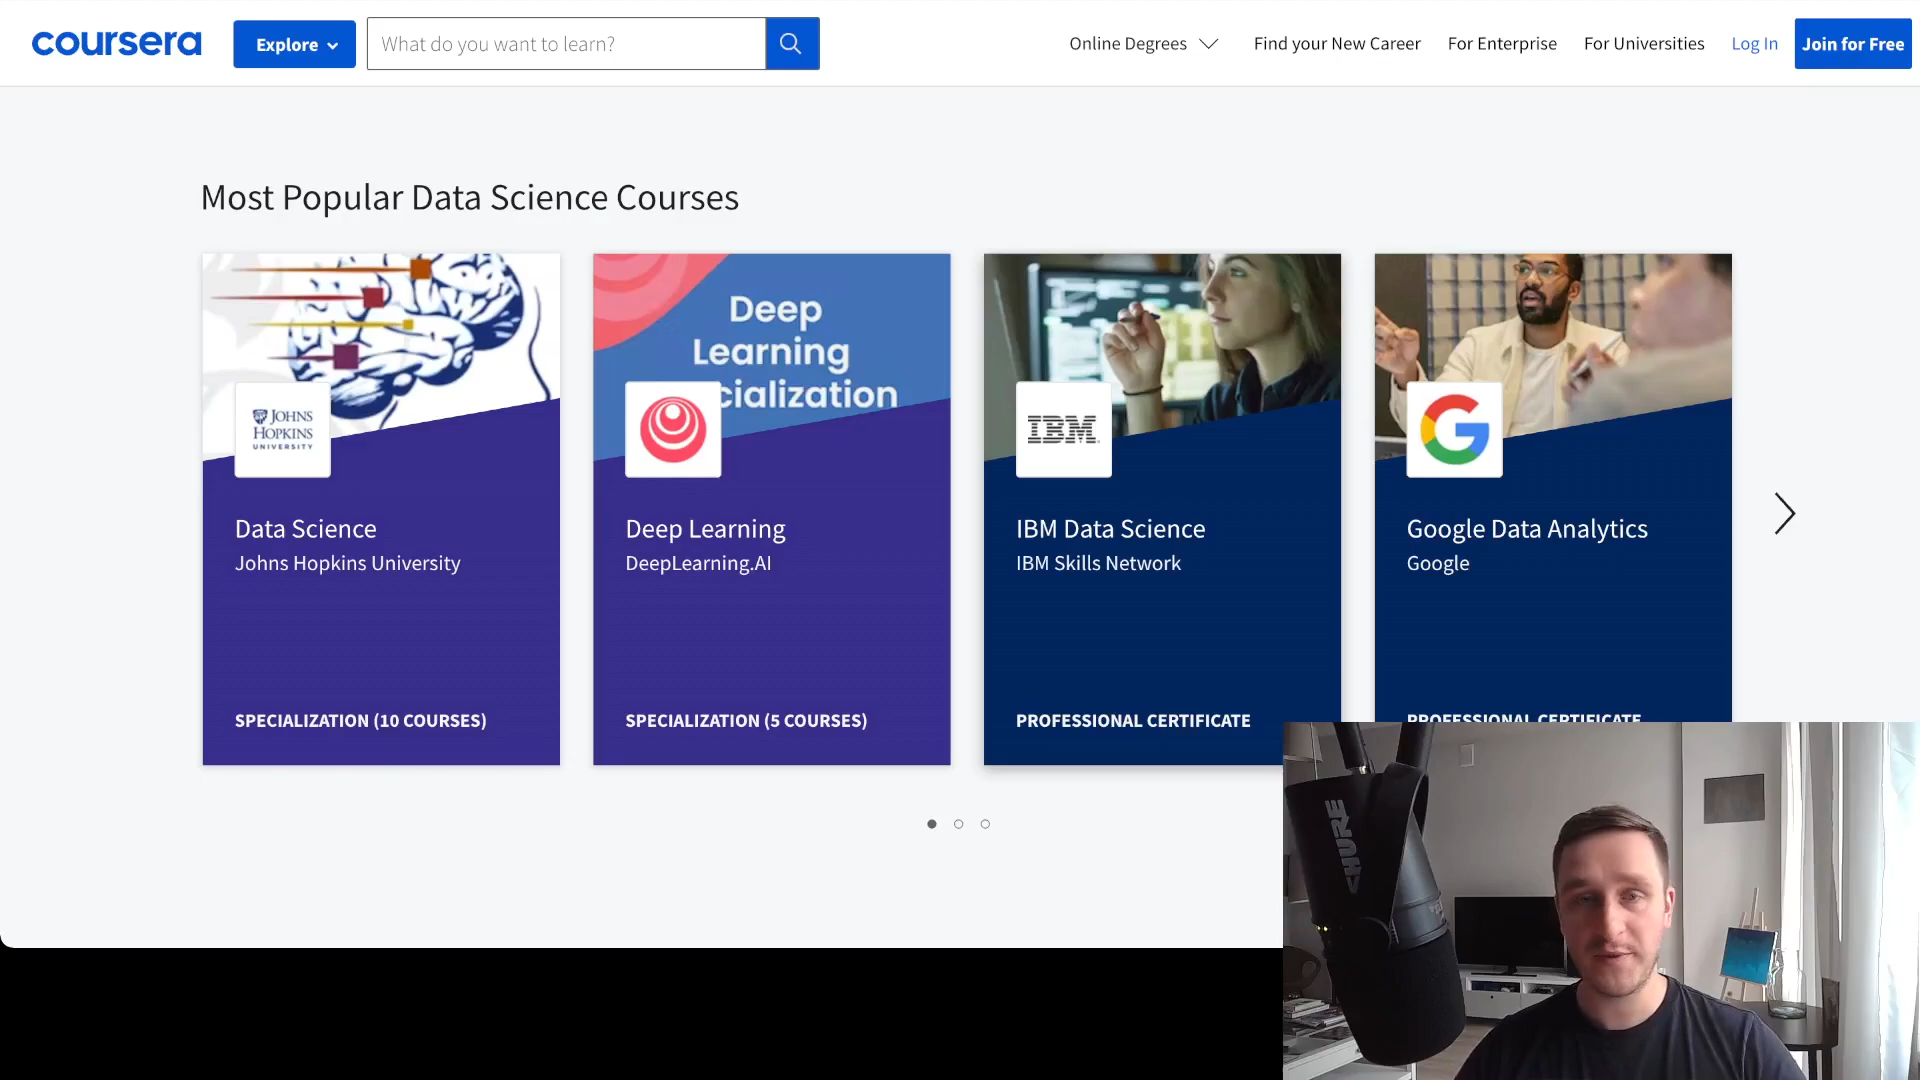 coursera
Explore
What do you want to learn?
Online Degrees
Find your New Career
For Enterprise
For Universities
Log In
Join for Free
Most Popular Data Science Courses
JOHNS
HOPKINS
UNIVERSITY
Data Science
Johns Hopkins University
SPECIALIZATION (10 COURSES)
Deep
Learning
cialization
Deep Learning
DeepLearning.AI
SPECIALIZATION (5 COURSES)
IBM
IBM Data Science
IBM Skills Network
PROFESSIONAL CERTIFICATE
G
Google Data Analytics
Google
PROFESSIONAL CERTIFICATE
SHURE